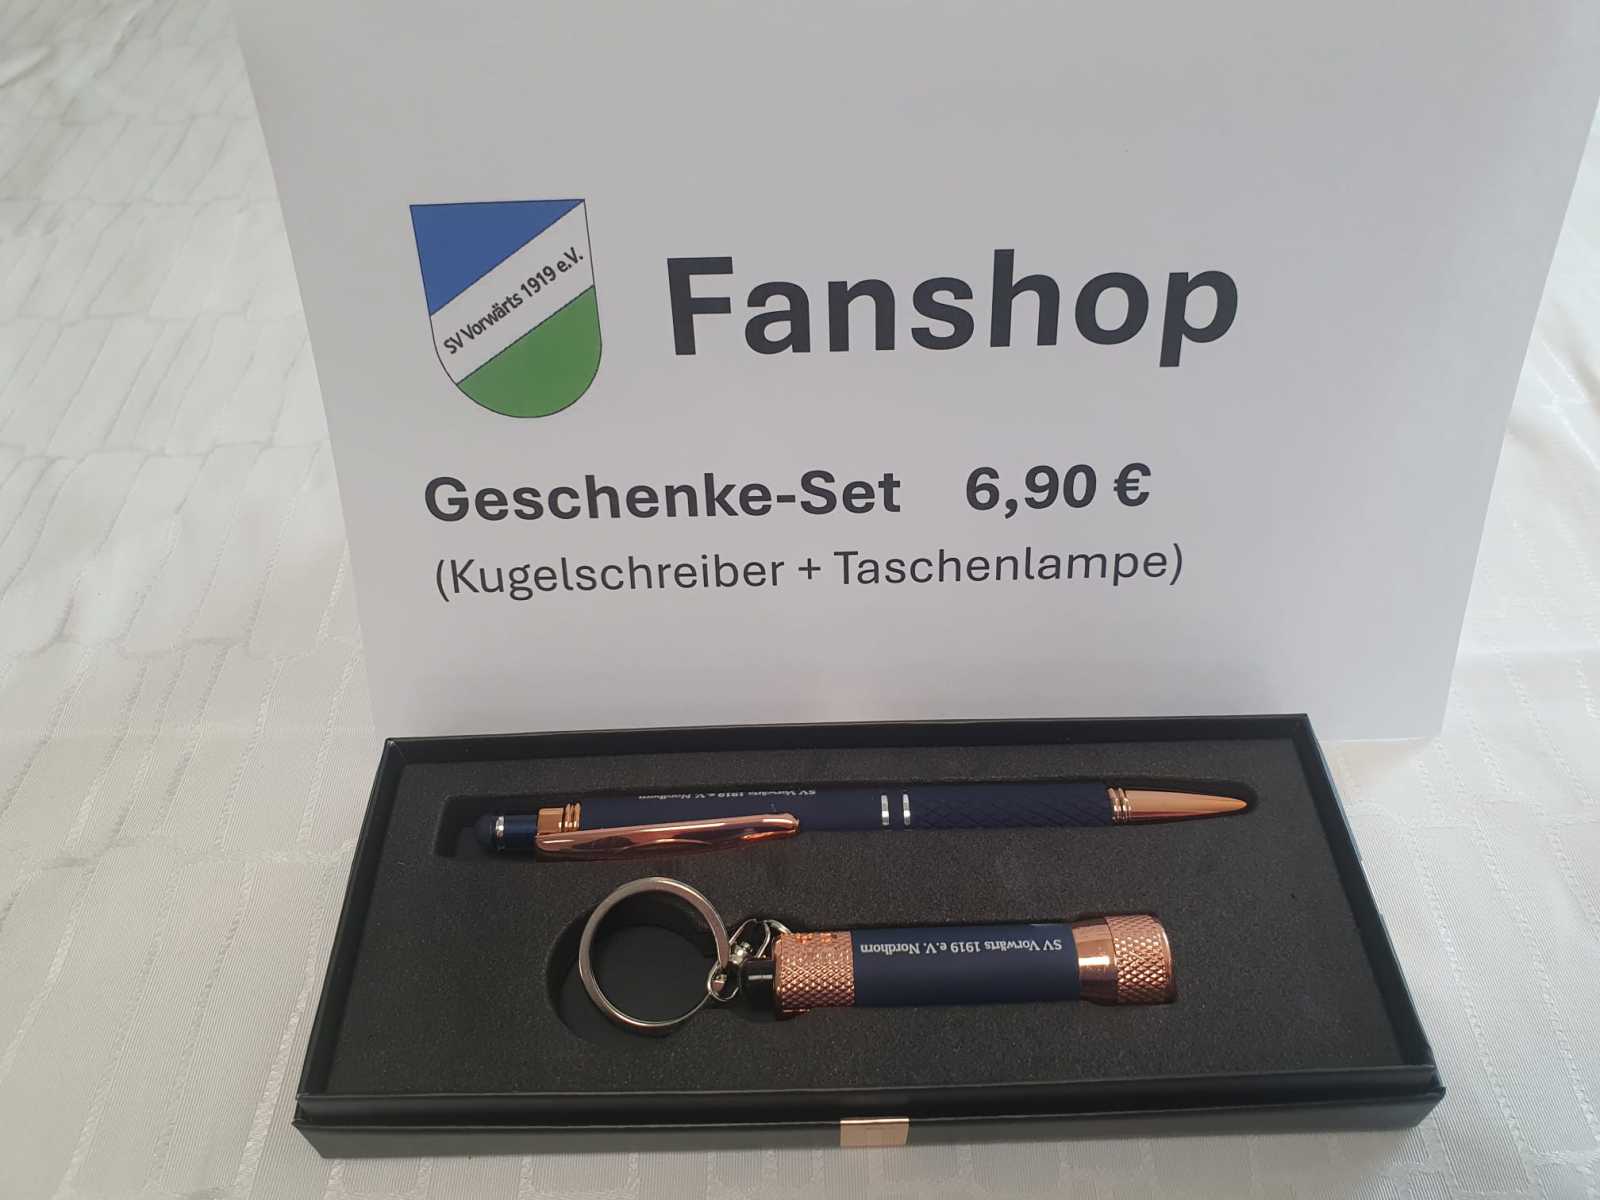 SV Vorwärts 1919 e.V.
Fanshop
Geschenke-Set 6,90 €
(Kugelschreiber + Taschenlampe)
SV Vorwärts 1919 e.V. Nordhorn
SV Vorwärts 1919 e.V. Nordhorn